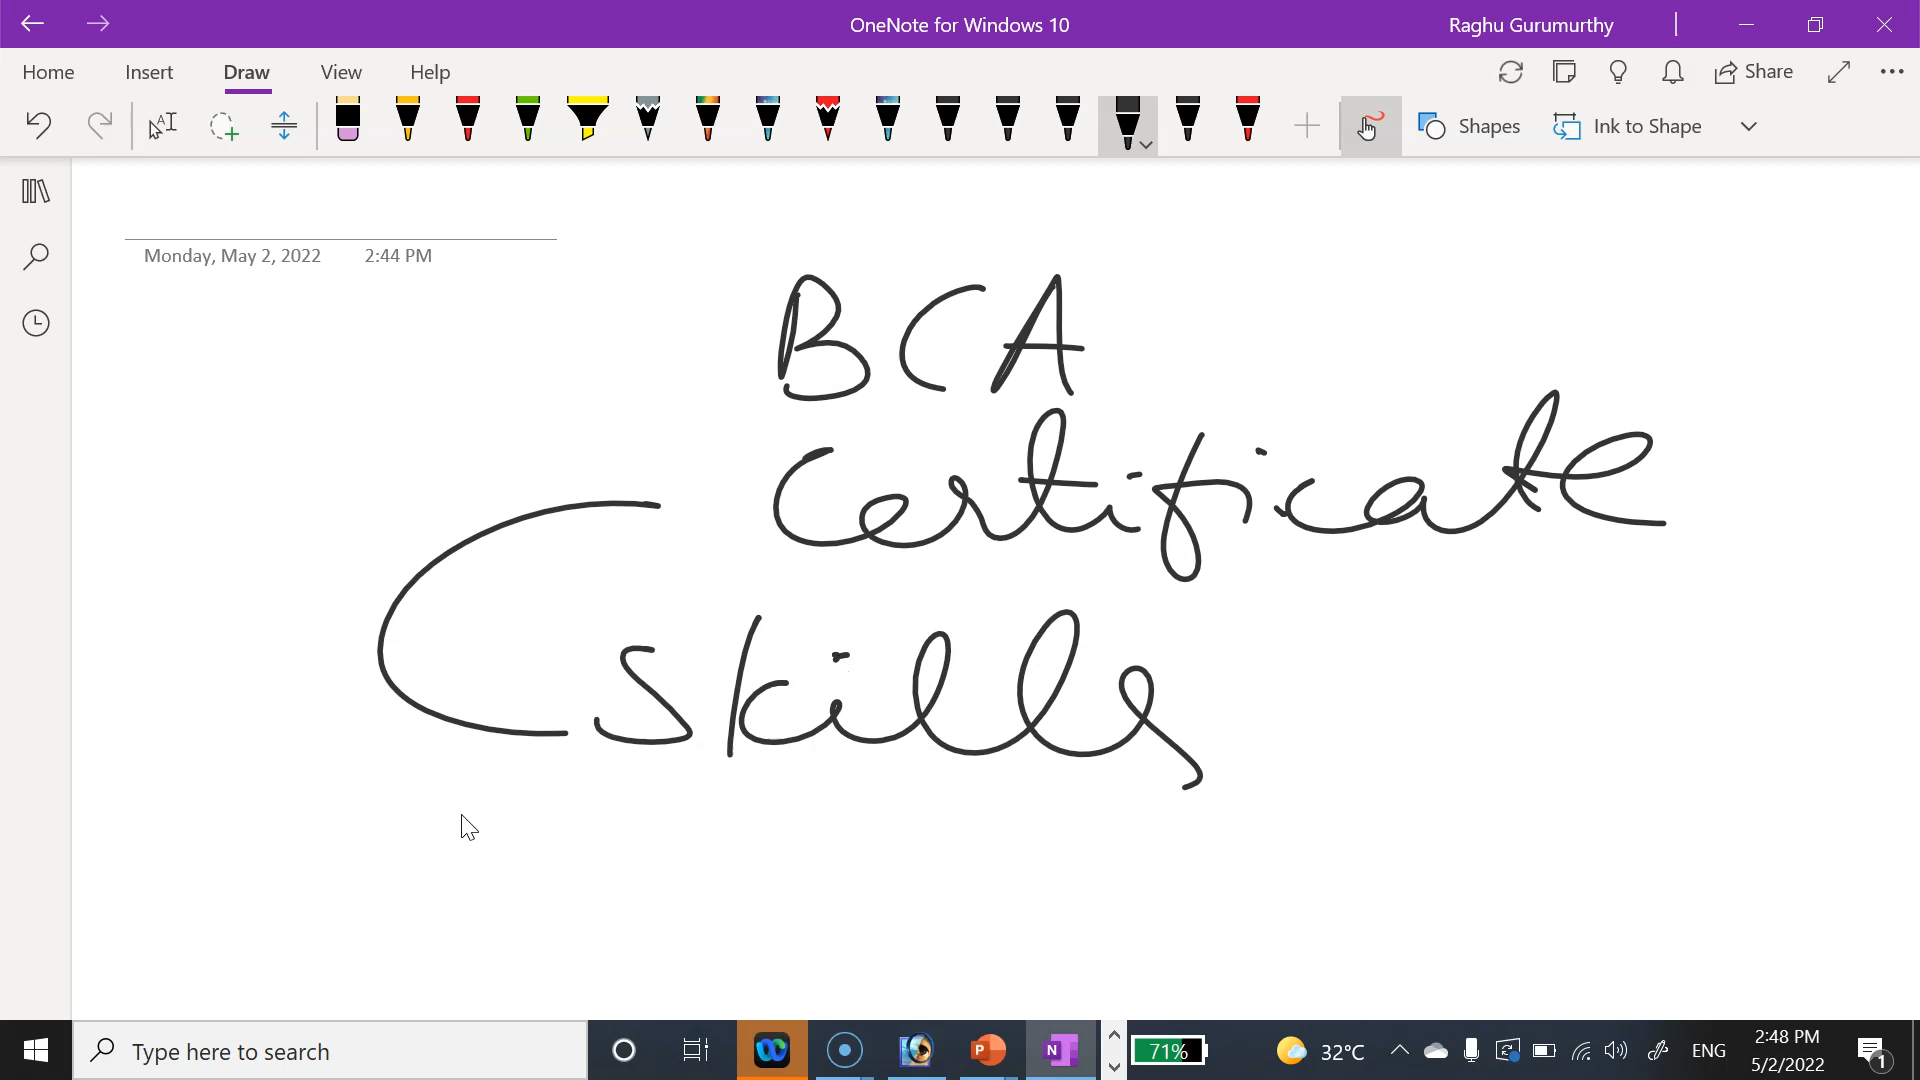 OneNote for Windows 10 Raghu Gurumurthy
Home Insert Draw View Help Share
Shapes Ink to Shape
Monday, May 2, 2022 2:44 PM
BCA
Certificate
Skills
Type here to search 71% 32°C ENG 2:48 PM
5/2/2022 1